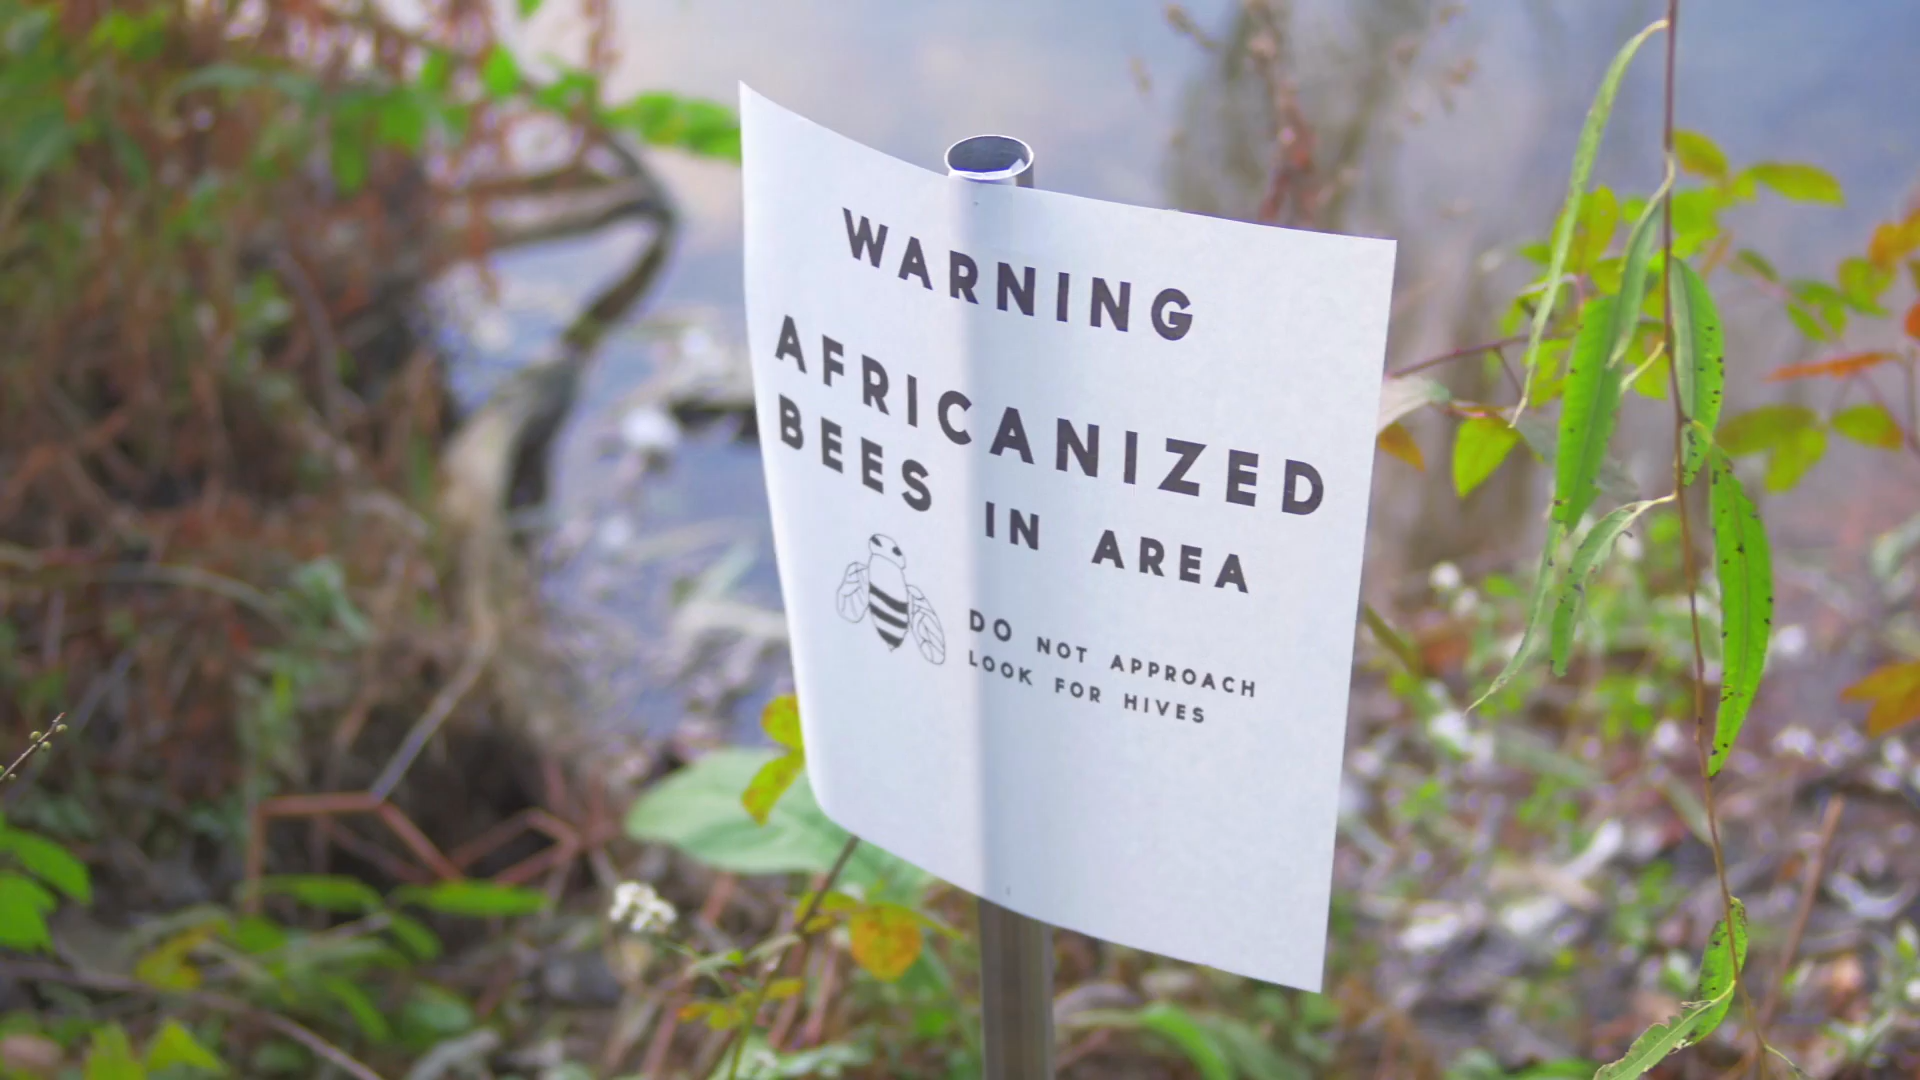 WARNING
AFRICANIZED
BEES IN AREA
DO NOT APPROACH
LOOK FOR HIVES